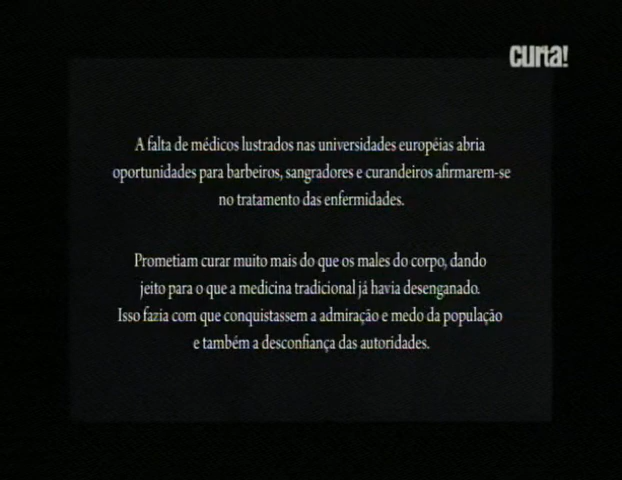 curta!
A falta de médicos lustrados nas universidades européias abria
oportunidades para barbeiros, sangradores e curandeiros afirmarem-se
no tratamento das enfermidades.
Prometiam curar muito mais do que os males do corpo, dando
jeito para o que a medicina tradicional já havia desenganado.
Isso fazia com que conquistassem a admiração e medo da população
e também a desconfiança das autoridades.